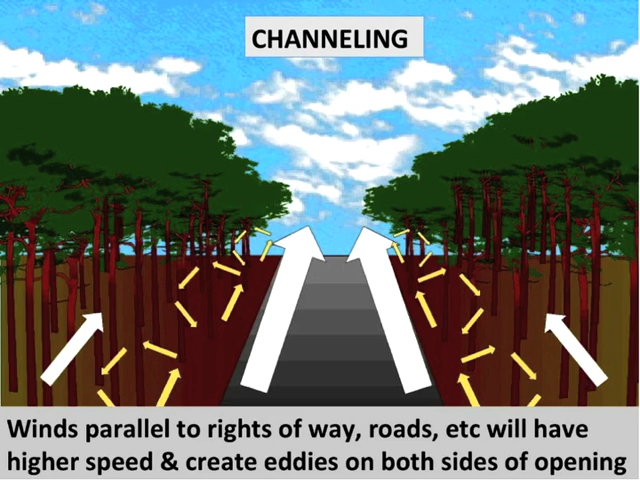 CHANNELING
Winds parallel to rights of way, roads, etc will have
higher speed & create eddies on both sides of opening